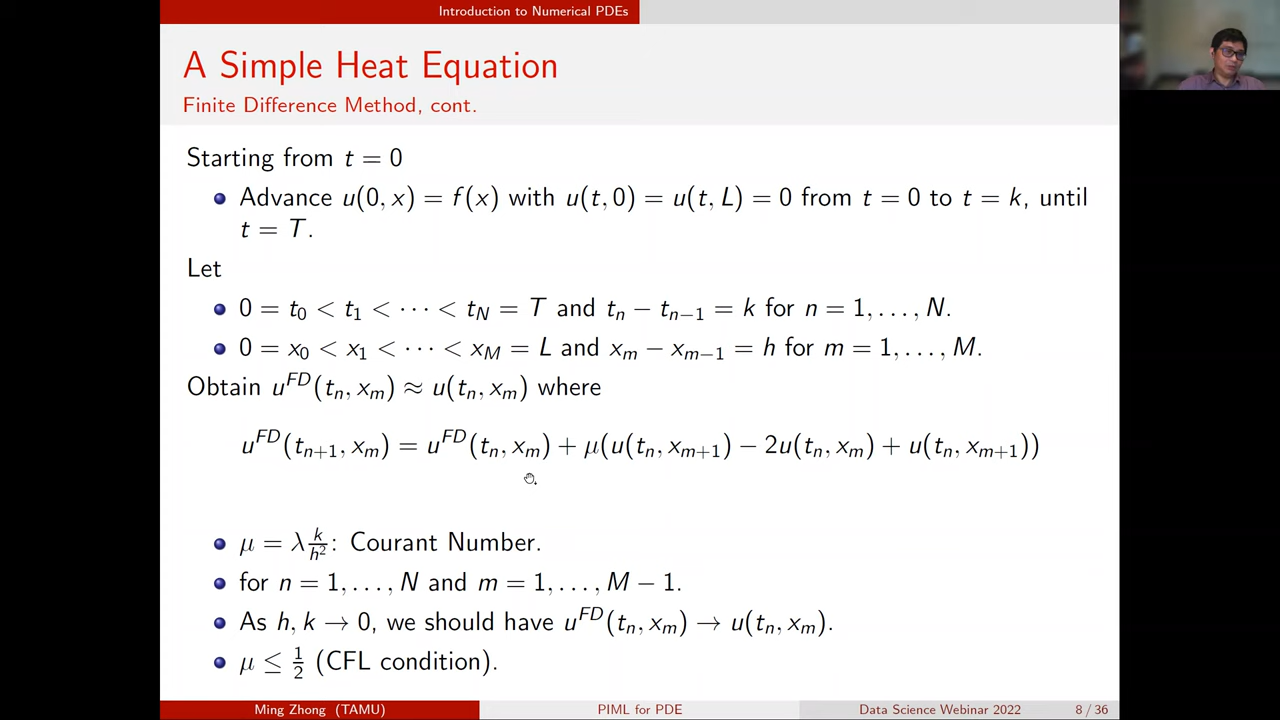 Introduction to Numerical PDEs
A Simple Heat Equation
Finite Difference Method, cont.
Starting from t = 0
Advance u(0, x) = f(x) with u(t, 0) = u(t, L) = 0 from t = 0 to t = k, until
t = T.
Let
0 = t₀ < t₁ < ⋯ < t_N = T and t_n − t_{n−1} = k for n = 1, . . . , N.
0 = x₀ < x₁ < ⋯ < x_M = L and x_m − x_{m−1} = h for m = 1, . . . , M.
Obtain u^{FD}(t_n, x_m) ≈ u(t_n, x_m) where
u^{FD}(t_{n+1}, x_m) = u^{FD}(t_n, x_m) + μ(u(t_n, x_{m+1}) − 2u(t_n, x_m) + u(t_n, x_{m+1}))
μ = λ k/h²: Courant Number.
for n = 1, . . . , N and m = 1, . . . , M − 1.
As h, k → 0, we should have u^{FD}(t_n, x_m) → u(t_n, x_m).
μ ≤ 1/2 (CFL condition).
Ming Zhong (TAMU) PIML for PDE Data Science Webinar 2022 8 / 36